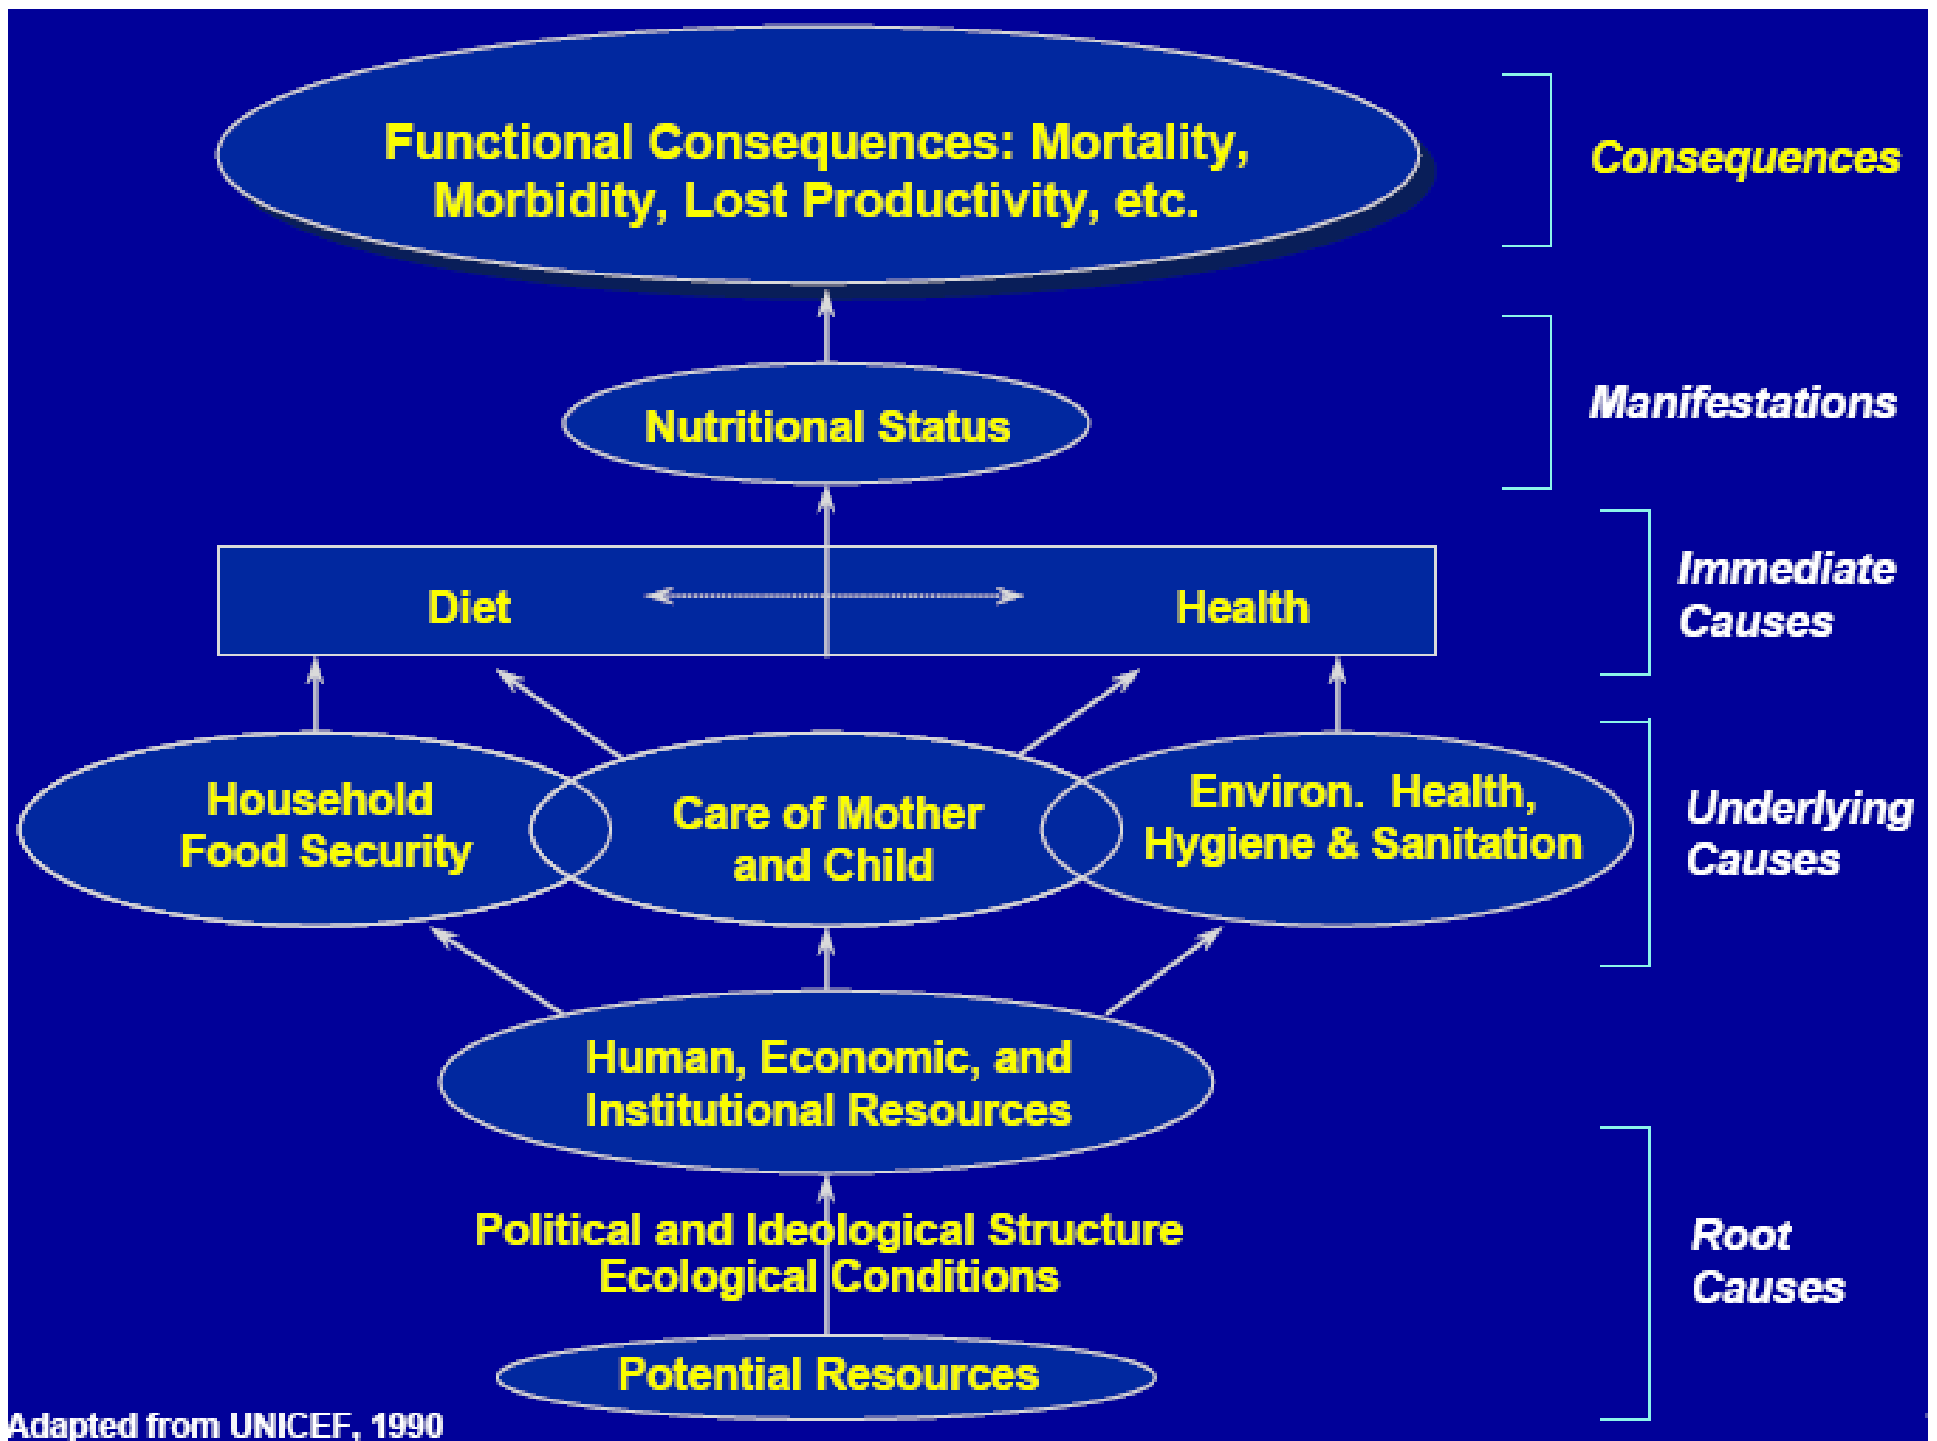 Functional Consequences: Mortality,
Morbidity, Lost Productivity, etc.
Consequences
Nutritional Status
Manifestations
Diet
Health
Immediate
Causes
Household
Food Security
Care of Mother
and Child
Environ. Health,
Hygiene & Sanitation
Underlying
Causes
Human, Economic, and
Institutional Resources
Political and Ideological Structure
Ecological Conditions
Root
Causes
Potential Resources
Adapted from UNICEF, 1990